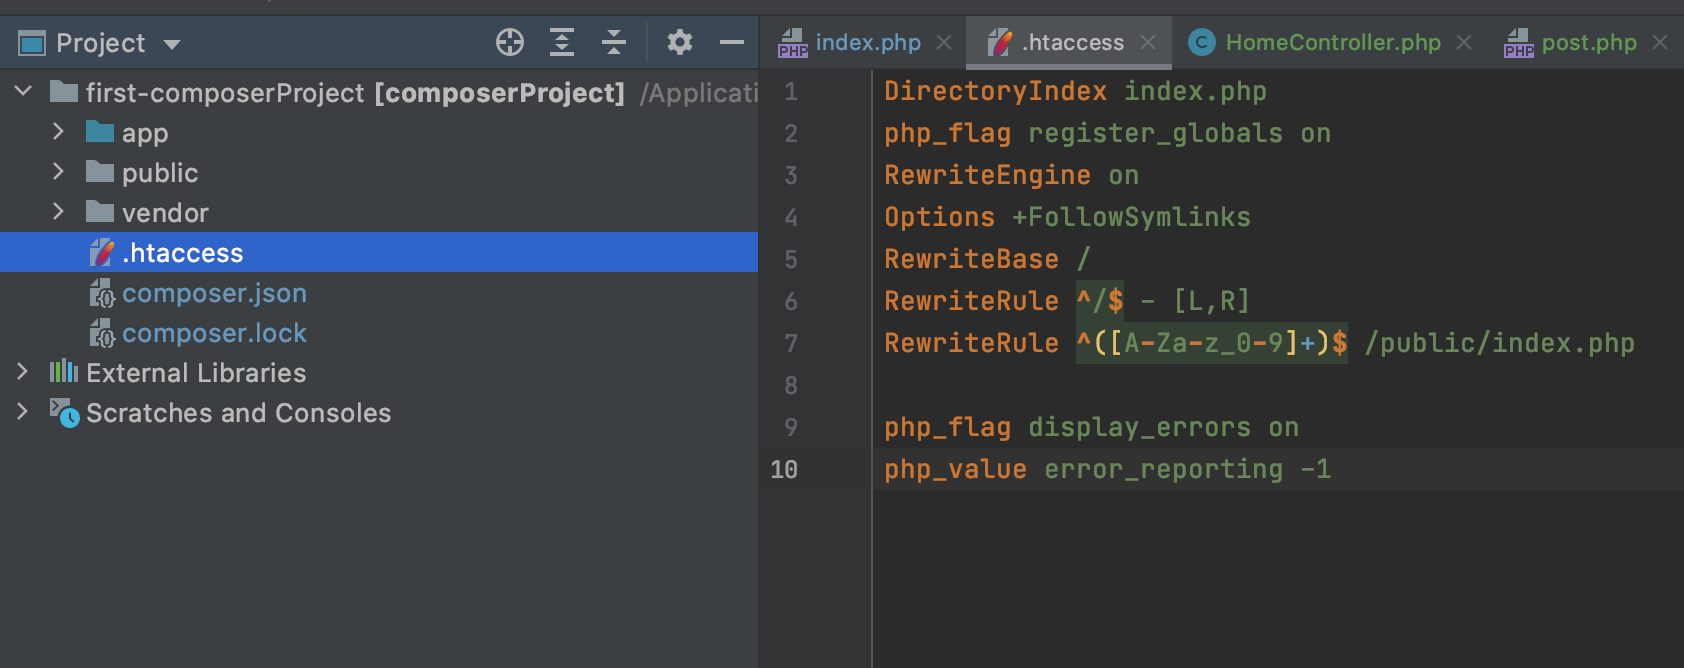 Project
index.php
.htaccess
HomeController.php
post.php
first-composerProject [composerProject] /Applicati
app
public
vendor
.htaccess
composer.json
composer.lock
External Libraries
Scratches and Consoles
1 DirectoryIndex index.php
2 php_flag register_globals on
3 RewriteEngine on
4 Options +FollowSymlinks
5 RewriteBase /
6 RewriteRule ^/$ - [L,R]
7 RewriteRule ^([A-Za-z_0-9]+)$ /public/index.php
8
9 php_flag display_errors on
10 php_value error_reporting -1